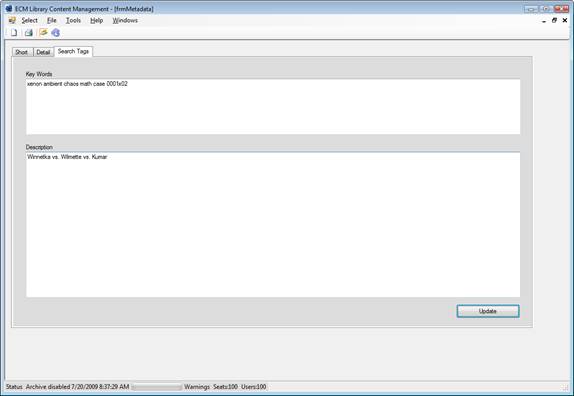 ECM Library Content Management - [frmMetadata]
Select File Tools Help Windows
Short Detail Search Tags
Key Words
xenon ambient chaos math case 0001x02
Description
Winnetka vs. Wilmette vs. Kumar
Update
Status Archive disabled 7/20/2009 8:37:29 AM Warnings Seats:100 Users:100